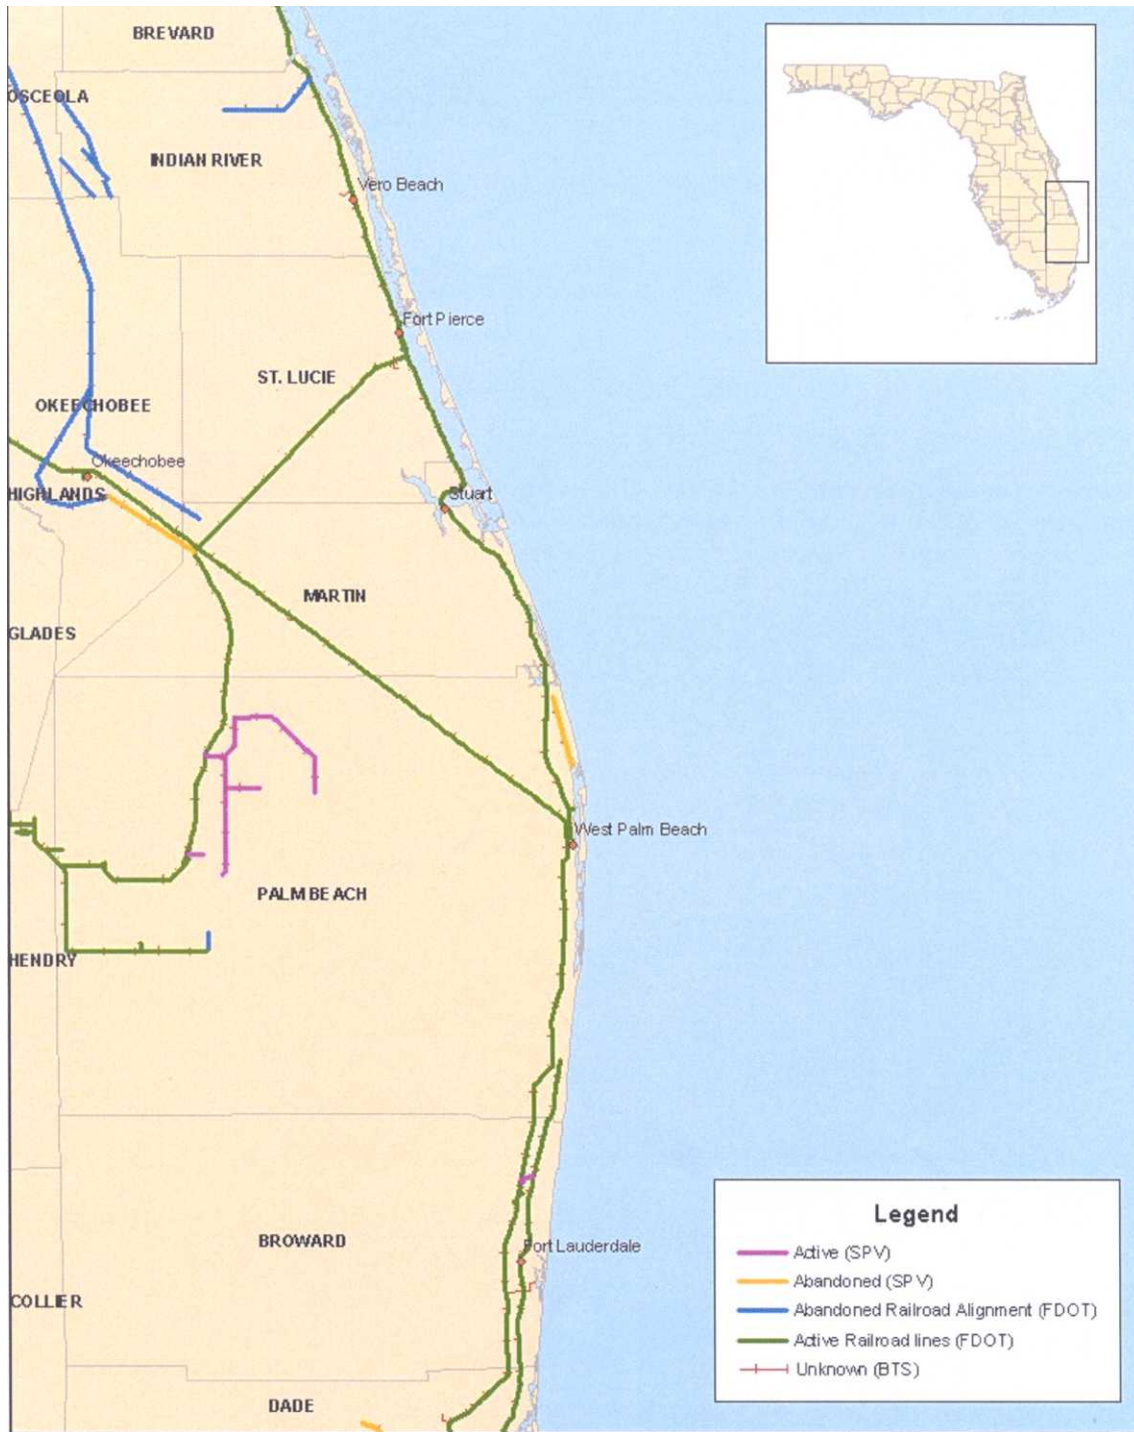 BREVARD
OSCEOLA
INDIAN RIVER
Vero Beach
Fort Pierce
ST. LUCIE
OKEECHOBEE
Okeechobee
HIGHLANDS
Stuart
MARTIN
GLADES
West Palm Beach
PALM BEACH
HENDRY
Legend
Active (SPV)
Abandoned (SPV)
Abandoned Railroad Alignment (FDOT)
Active Railroad lines (FDOT)
Unknown (BTS)
BROWARD
Fort Lauderdale
COLLIER
DADE